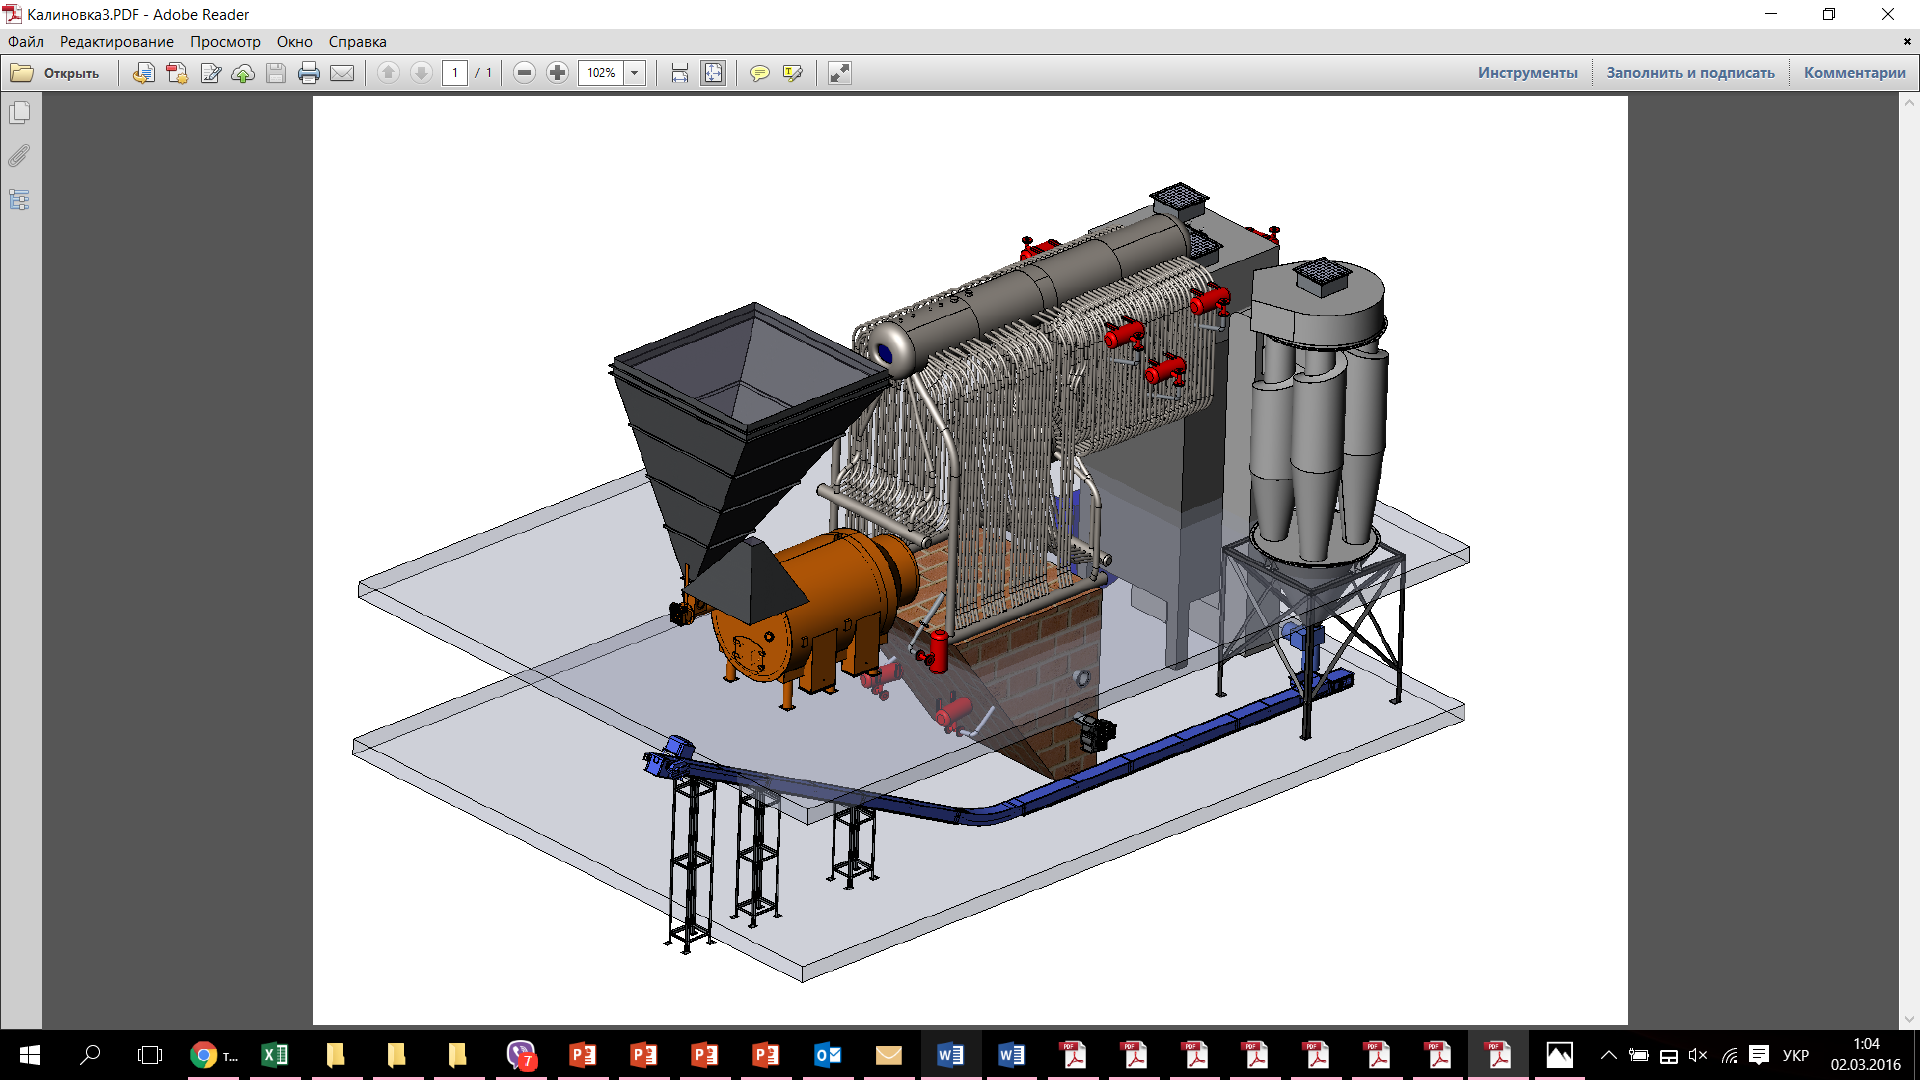 Калиновка3.PDF - Adobe Reader
Файл Редактирование Просмотр Окно Справка
Открыть 1 / 1 102% Инструменты Заполнить и подписать Комментарии
т... 7 УКР 1:04
02.03.2016